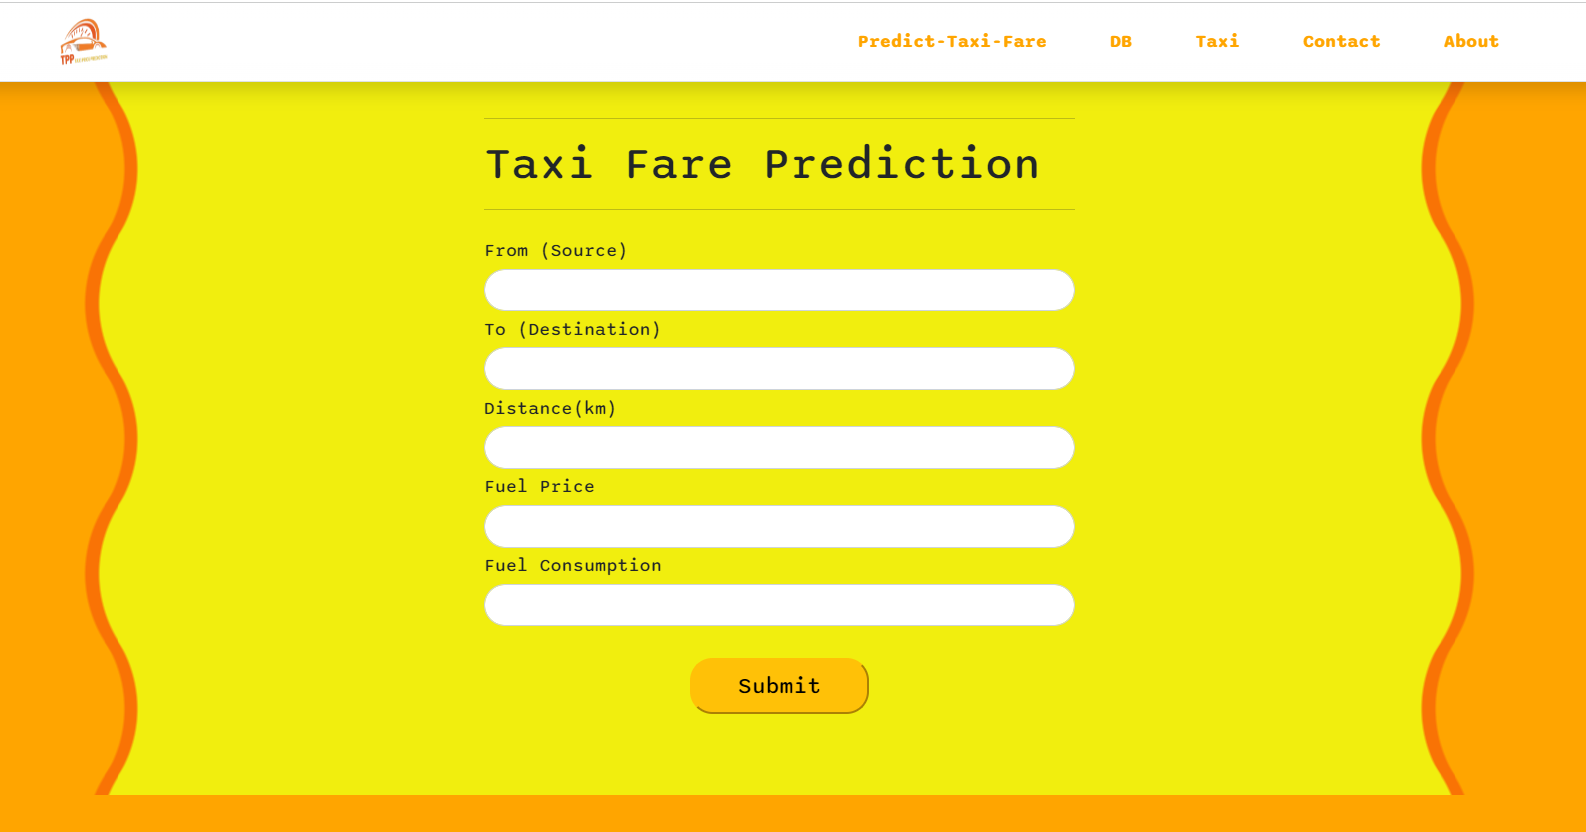 TPP
Predict-Taxi-Fare DB Taxi Contact About
Taxi Fare Prediction
From (Source)
To (Destination)
Distance(km)
Fuel Price
Fuel Consumption
Submit